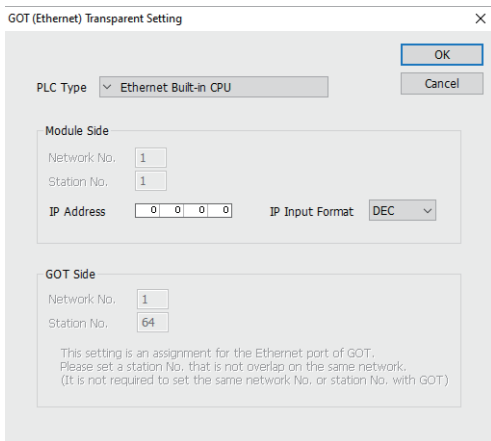 GOT (Ethernet) Transparent Setting
OK
PLC Type Ethernet Built-in CPU
Cancel
Module Side
Network No. 1
Station No. 1
IP Address 0 0 0 0 IP Input Format DEC
GOT Side
Network No. 1
Station No. 64
This setting is an assignment for the Ethernet port of GOT.
Please set a station No. that is not overlap on the same network.
(It is not required to set the same network No. or station No. with GOT)